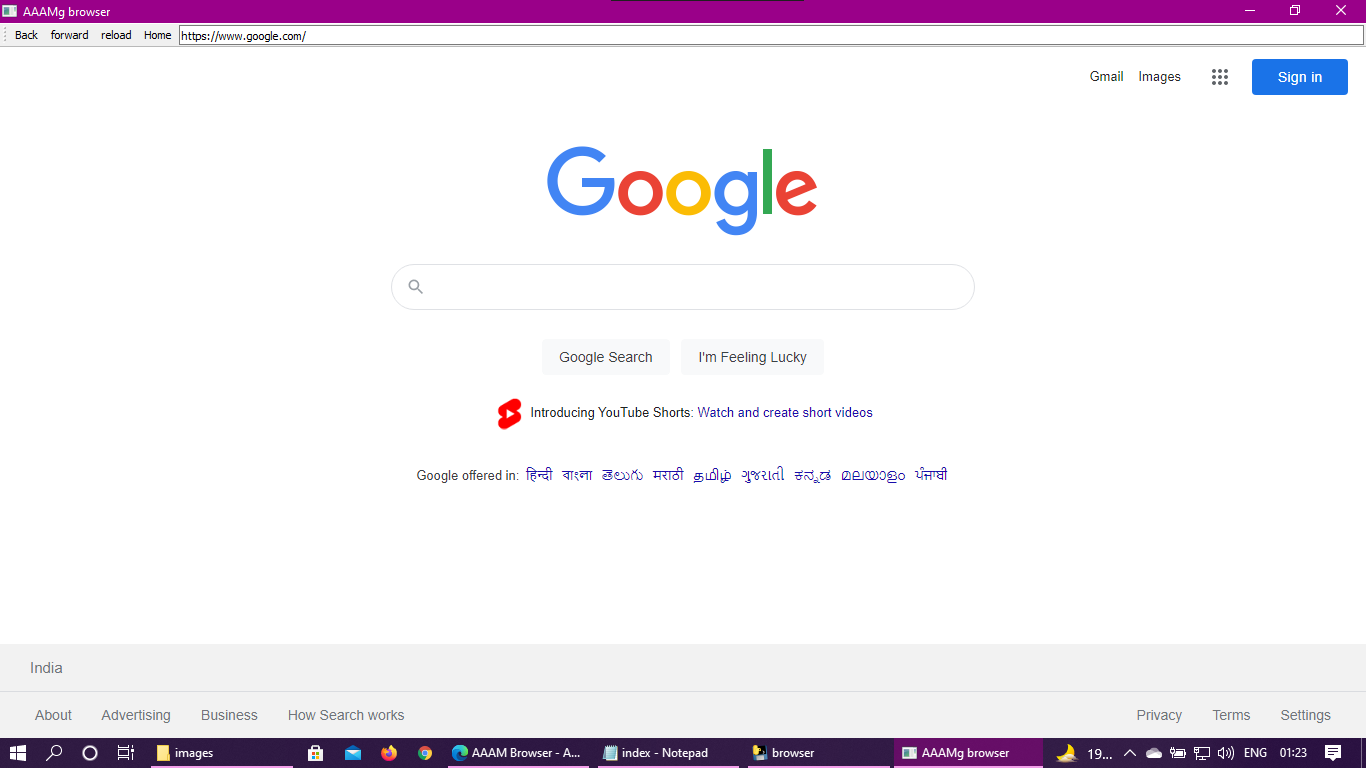 AAAMg browser
Back forward reload Home https://www.google.com/
Gmail Images Sign in
Google
Google Search I'm Feeling Lucky
Introducing YouTube Shorts: Watch and create short videos
Google offered in: हिन्दी বাংলা తెలుగు मराठी தமிழ் ગુજરાતી ಕನ್ನಡ മലയാളം ਪੰਜਾਬੀ
India
About Advertising Business How Search works Privacy Terms Settings
images AAAM Browser - A... index - Notepad browser AAAMg browser 19... ENG 01:23